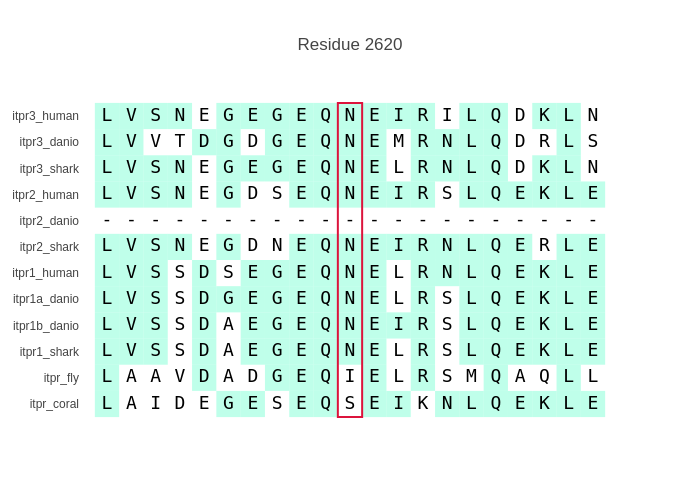 Residue 2620
itpr3_human L V S N E G E G E Q N E I R I L Q D K L N
itpr3_danio L V V T D G D G E Q N E M R N L Q D R L S
itpr3_shark L V S N E G E G E Q N E L R N L Q D K L N
itpr2_human L V S N E G D S E Q N E I R S L Q E K L E
itpr2_danio - - - - - - - - - - - - - - - - - - - - -
itpr2_shark L V S N E G D N E Q N E I R N L Q E R L E
itpr1_human L V S S D S E G E Q N E L R N L Q E K L E
itpr1a_danio L V S S D G E G E Q N E L R S L Q E K L E
itpr1b_danio L V S S D A E G E Q N E I R S L Q E K L E
itpr1_shark L V S S D A E G E Q N E L R S L Q E K L E
itpr_fly L A A V D A D G E Q I E L R S M Q A Q L L
itpr_coral L A I D E G E S E Q S E I K N L Q E K L E